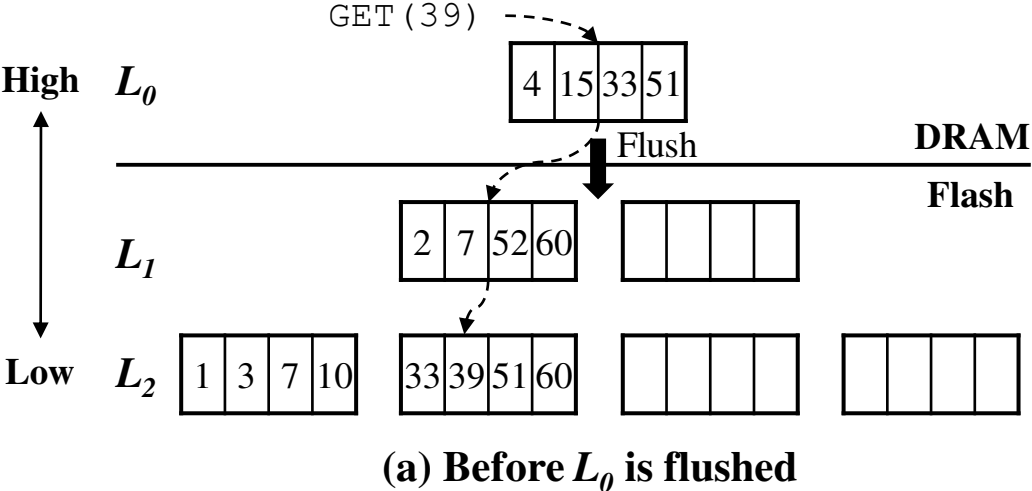 GET(39)
High L0 4 15 33 51
Flush DRAM
Flash
L1 2 7 52 60
Low L2 1 3 7 10 33 39 51 60
(a) Before L0 is flushed